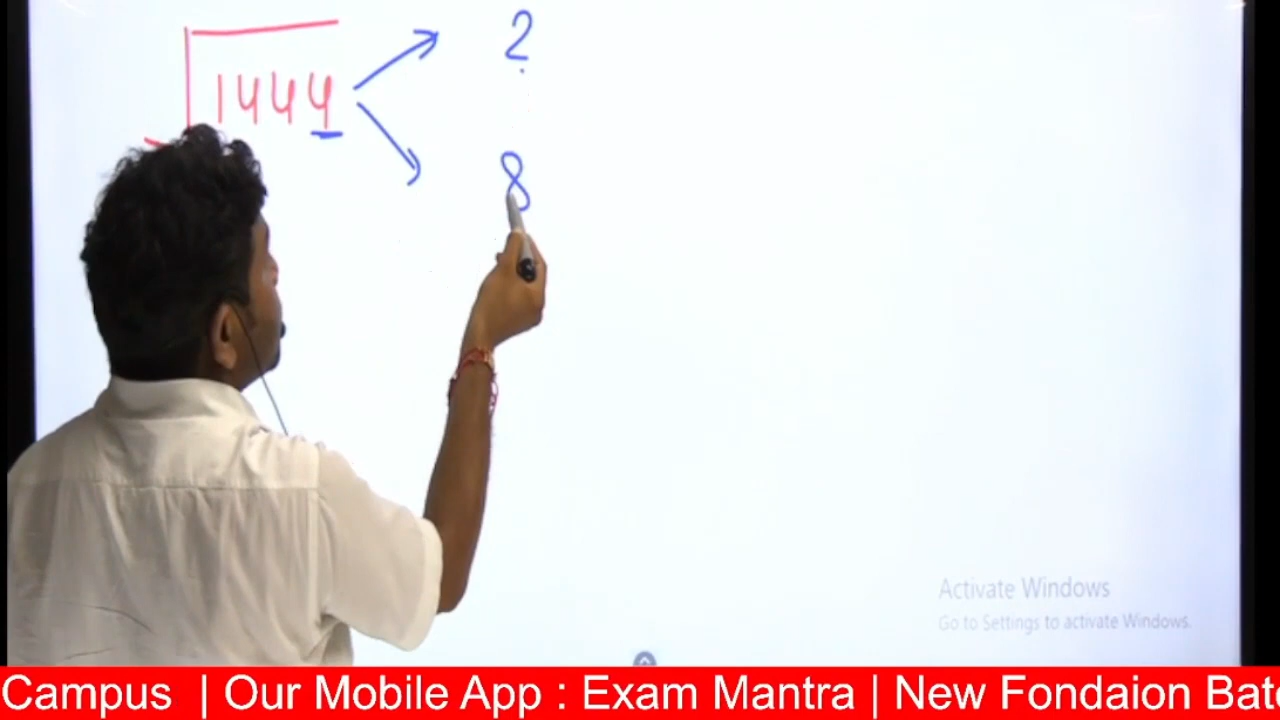 √1444
2
8
Activate Windows
Go to Settings to activate Windows.
Campus | Our Mobile App : Exam Mantra | New Fondaion Bat